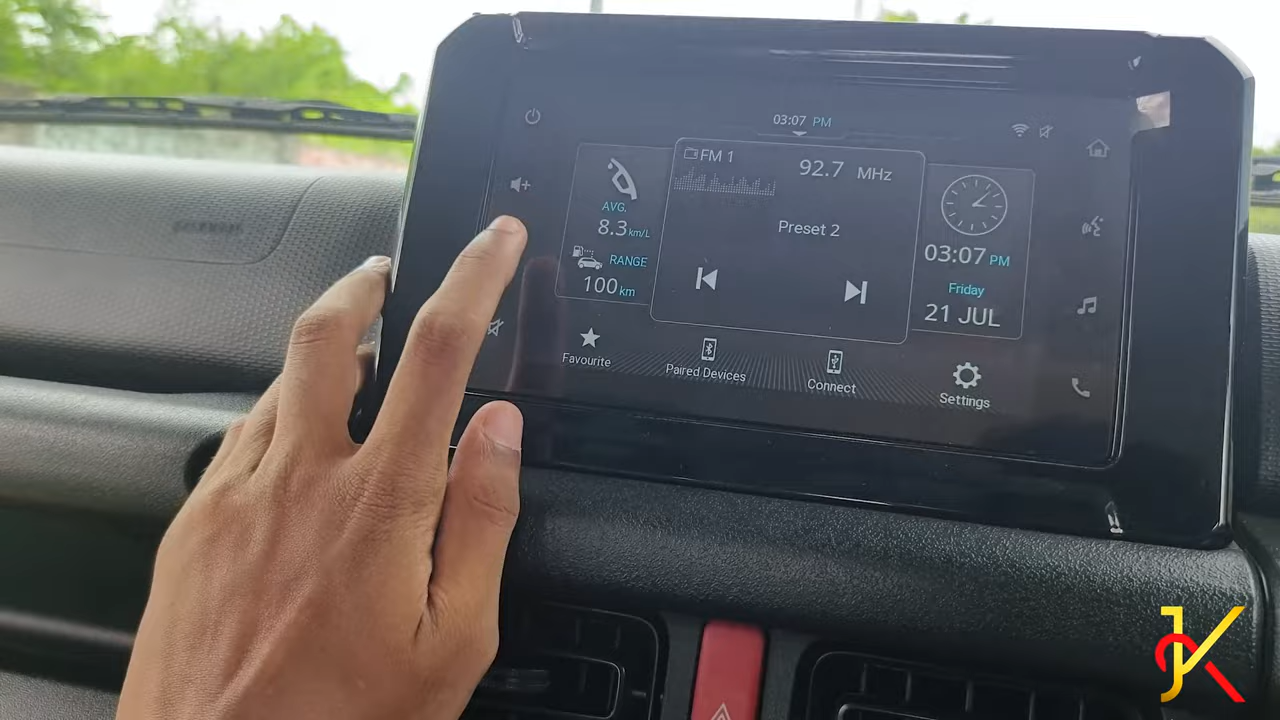 03:07 PM
FM 1
92.7 MHz
Preset 2
AVG.
8.3 km/L
RANGE
100 km
03:07 PM
Friday
21 JUL
Favourite
Paired Devices
Connect
Settings
JK